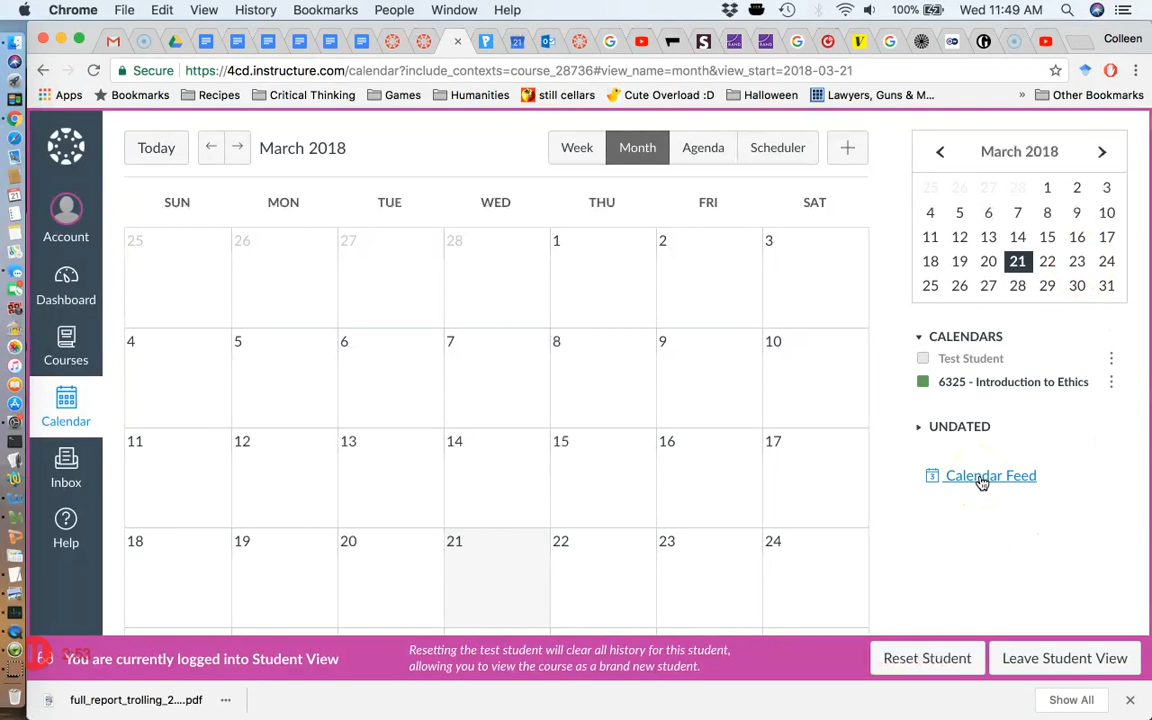 Chrome File Edit View History Bookmarks People Window Help 100% Wed 11:49 AM
Colleen
Secure https://4cd.instructure.com/calendar?include_contexts=course_28736#view_name=month&view_start=2018-03-21
Apps Bookmarks Recipes Critical Thinking Games Humanities still cellars Cute Overload :D Halloween Lawyers, Guns & M... » Other Bookmarks
Account
Dashboard
Courses
Calendar
Inbox
Help
Today March 2018 Week Month Agenda Scheduler
SUN MON TUE WED THU FRI SAT
25 26 27 28 1 2 3
4 5 6 7 8 9 10
11 12 13 14 15 16 17
18 19 20 21 22 23 24
March 2018
25 26 27 28 1 2 3
4 5 6 7 8 9 10
11 12 13 14 15 16 17
18 19 20 21 22 23 24
25 26 27 28 29 30 31
CALENDARS
Test Student
6325 - Introduction to Ethics
UNDATED
Calendar Feed
You are currently logged into Student View
Resetting the test student will clear all history for this student,
allowing you to view the course as a brand new student.
Reset Student Leave Student View
full_report_trolling_2....pdf Show All